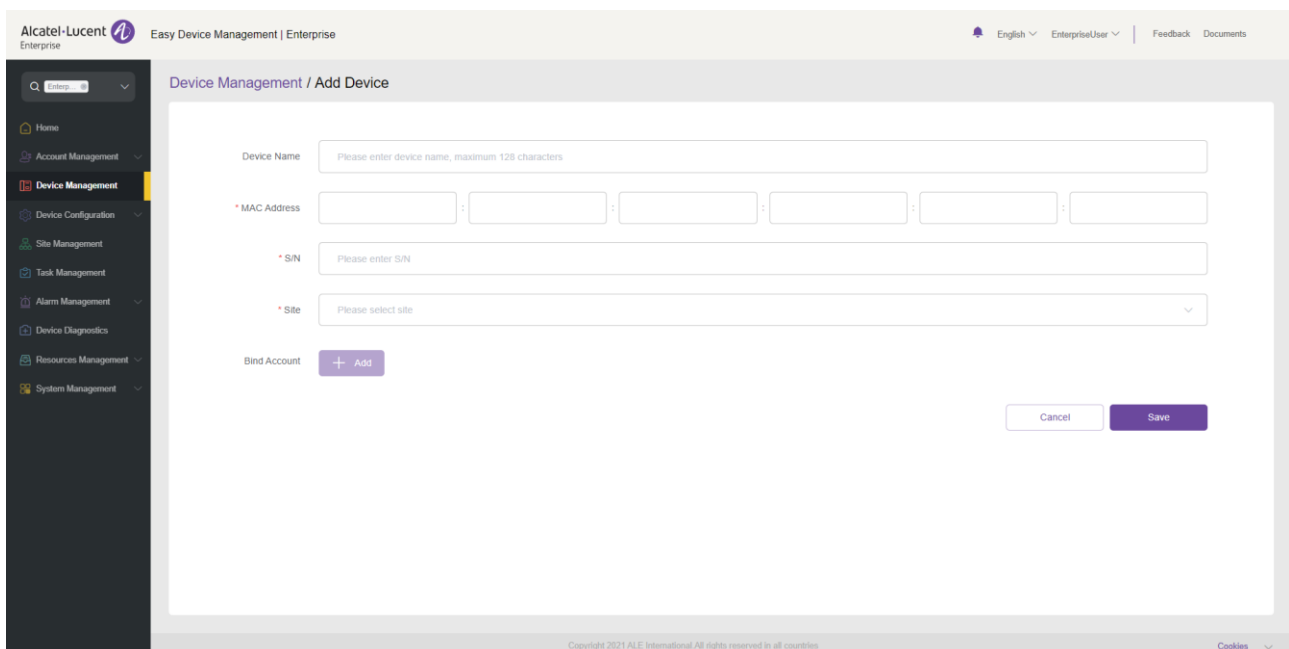 Alcatel·Lucent
Enterprise
Easy Device Management | Enterprise
English
EnterpriseUser
Feedback
Documents
Enterp...
Device Management / Add Device
Home
Account Management
Device Management
Device Configuration
Site Management
Task Management
Alarm Management
Device Diagnostics
Resources Management
System Management
Device Name
Please enter device name, maximum 128 characters
* MAC Address
: : : : :
* S/N
Please enter S/N
* Site
Please select site
Bind Account
+ Add
Cancel
Save
Copyright 2021 ALE International.All rights reserved in all countries
Cookies